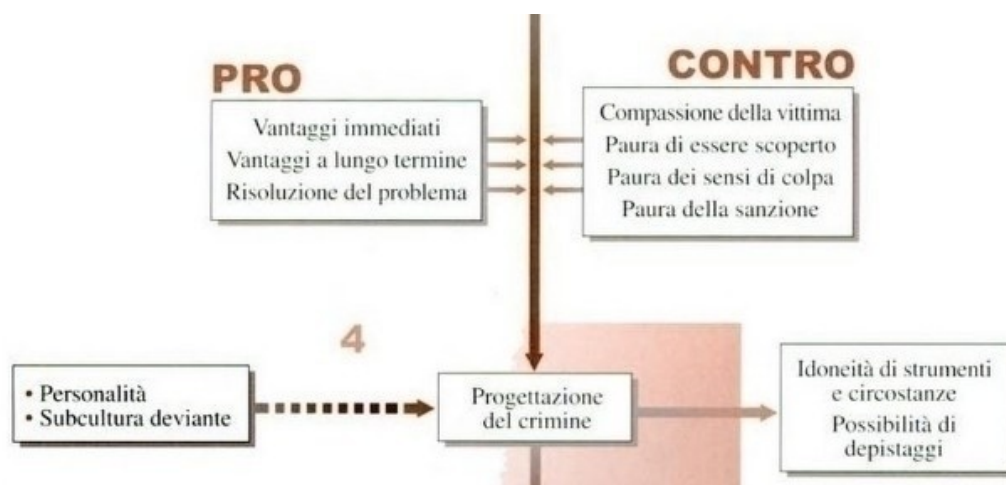 PRO
Vantaggi immediati
Vantaggi a lungo termine
Risoluzione del problema
CONTRO
Compassione della vittima
Paura di essere scoperto
Paura dei sensi di colpa
Paura della sanzione
4
• Personalità
• Subcultura deviante
Progettazione
del crimine
Idoneità di strumenti
e circostanze
Possibilità di
depistaggi